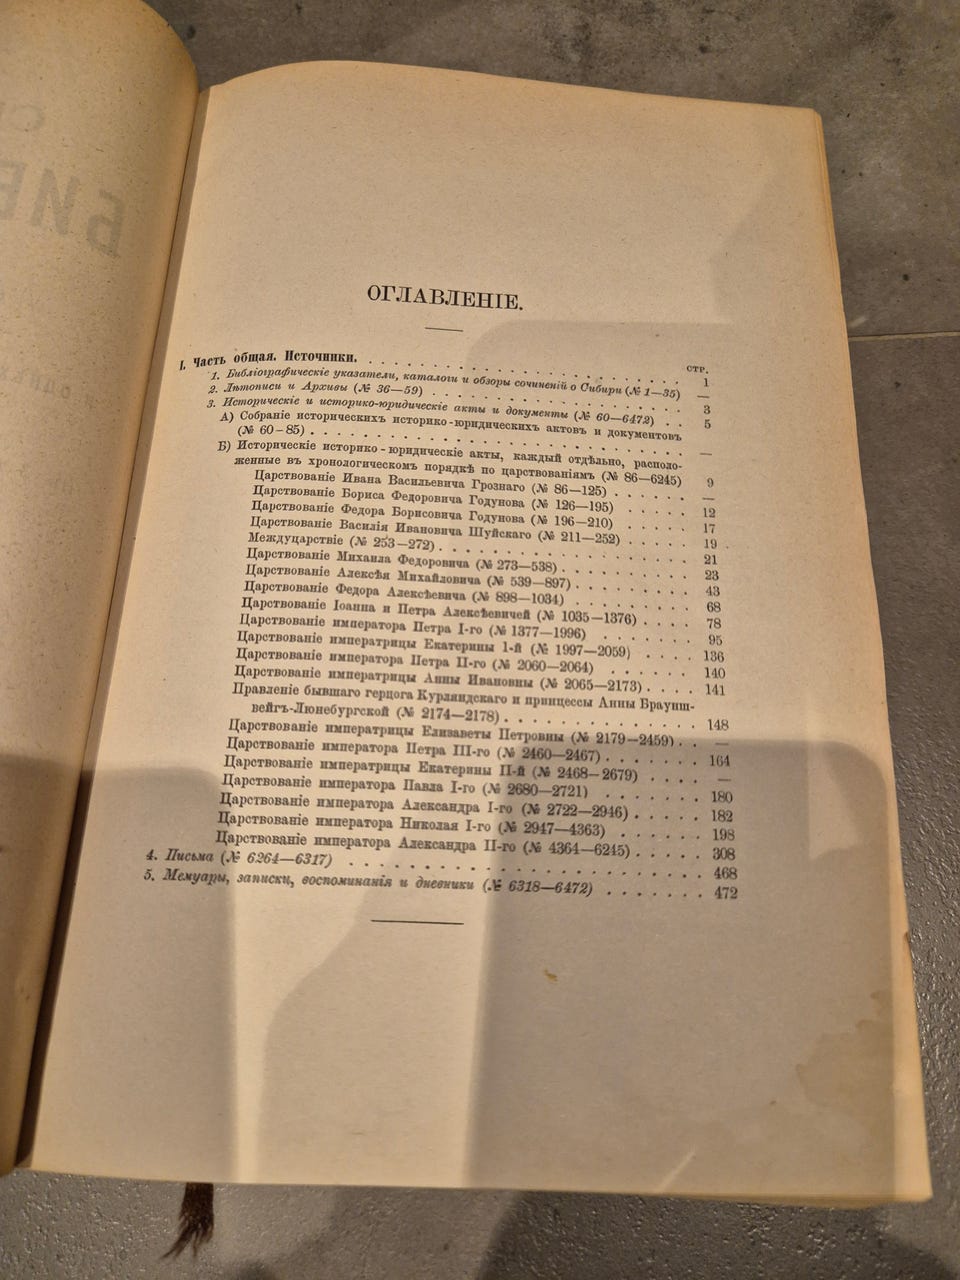 ОГЛАВЛЕНІЕ.
СТР.
I. Часть общая. Источники. 1
1. Библіографическіе указатели, каталоги и обзоры сочиненій о Сибири (№ 1—35) —
2. Лѣтописи и Архивы (№ 36—59) 3
3. Историческіе и историко-юридическіе акты и документы (№ 60—6472) 5
А) Собраніе историческихъ историко-юридическихъ актовъ и документовъ
(№ 60-85) —
Б) Историческіе историко-юридическіе акты, каждый отдѣльно, располо-
женные въ хронологическомъ порядкѣ по царствованіямъ (№ 86—6245) 9
Царствованіе Ивана Васильевича Грознаго (№ 86—125) —
Царствованіе Бориса Федоровича Годунова (№ 126—195) 12
Царствованіе Федора Борисовича Годунова (№ 196—210) 17
Царствованіе Василія Ивановича Шуйскаго (№ 211—252) 19
Междуцарствіе (№ 253—272) 21
Царствованіе Михаила Федоровича (№ 273—538) 23
Царствованіе Алексѣя Михайловича (№ 539—897) 43
Царствованіе Федора Алексѣевича (№ 898—1034) 68
Царствованіе Іоанна и Петра Алексѣевичей (№ 1035—1376) 78
Царствованіе императора Петра I-го (№ 1377—1996) 95
Царствованіе императрицы Екатерины 1-й (№ 1997—2059) 136
Царствованіе императора Петра II-го (№ 2060—2064) 140
Царствованіе императрицы Анны Ивановны (№ 2065—2173) 141
Правленіе бывшаго герцога Курляндскаго и принцессы Анны Брауншвейгъ-
вейгъ-Люнебургской (№ 2174—2178) 148
Царствованіе императрицы Елизаветы Петровны (№ 2179—2459) —
Царствованіе императора Петра III-го (№ 2460—2467) 164
Царствованіе императрицы Екатерины II-й (№ 2468—2679) —
Царствованіе императора Павла I-го (№ 2680—2721) 180
Царствованіе императора Александра I-го (№ 2722—2946) 182
Царствованіе императора Николая I-го (№ 2947—4363) 198
Царствованіе императора Александра II-го (№ 4364—6245) 308
4. Письма (№ 6264—6317) 468
5. Мемуары, записки, воспоминанія и дневники (№ 6318—6472) 472